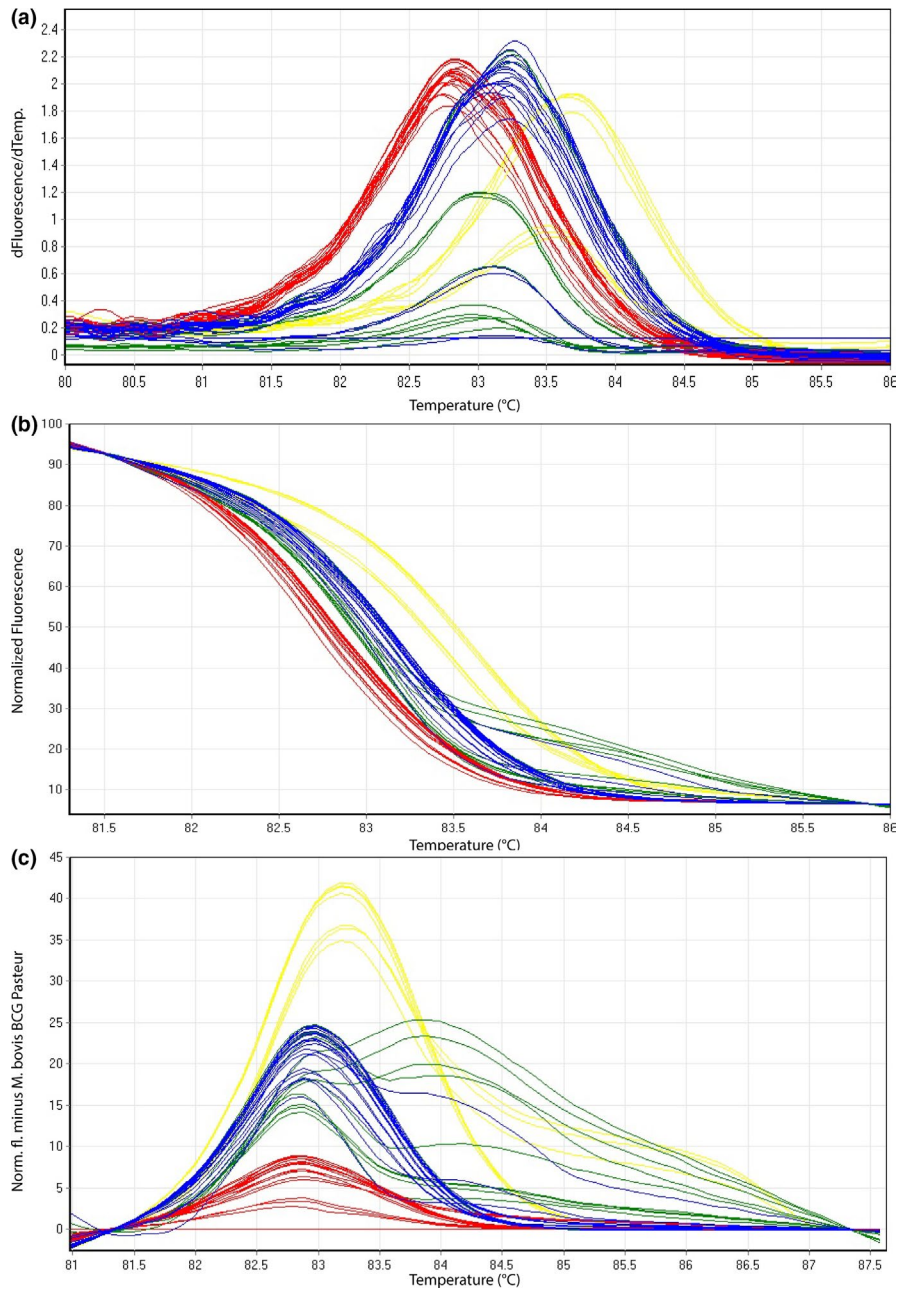 (a)
dFluorescence/dTemp.
2.4
2.2
2
1.8
1.6
1.4
1.2
1
0.8
0.6
0.4
0.2
0
80 80.5 81 81.5 82 82.5 83 83.5 84 84.5 85 85.5 86
Temperature (°C)
(b)
Normalized Fluorescence
100
90
80
70
60
50
40
30
20
10
81.5 82 82.5 83 83.5 84 84.5 85 85.5 86
Temperature (°C)
(c)
Norm. fl. minus M. bovis BCG Pasteur
45
40
35
30
25
20
15
10
5
0
81 81.5 82 82.5 83 83.5 84 84.5 85 85.5 86 86.5 87 87.5
Temperature (°C)